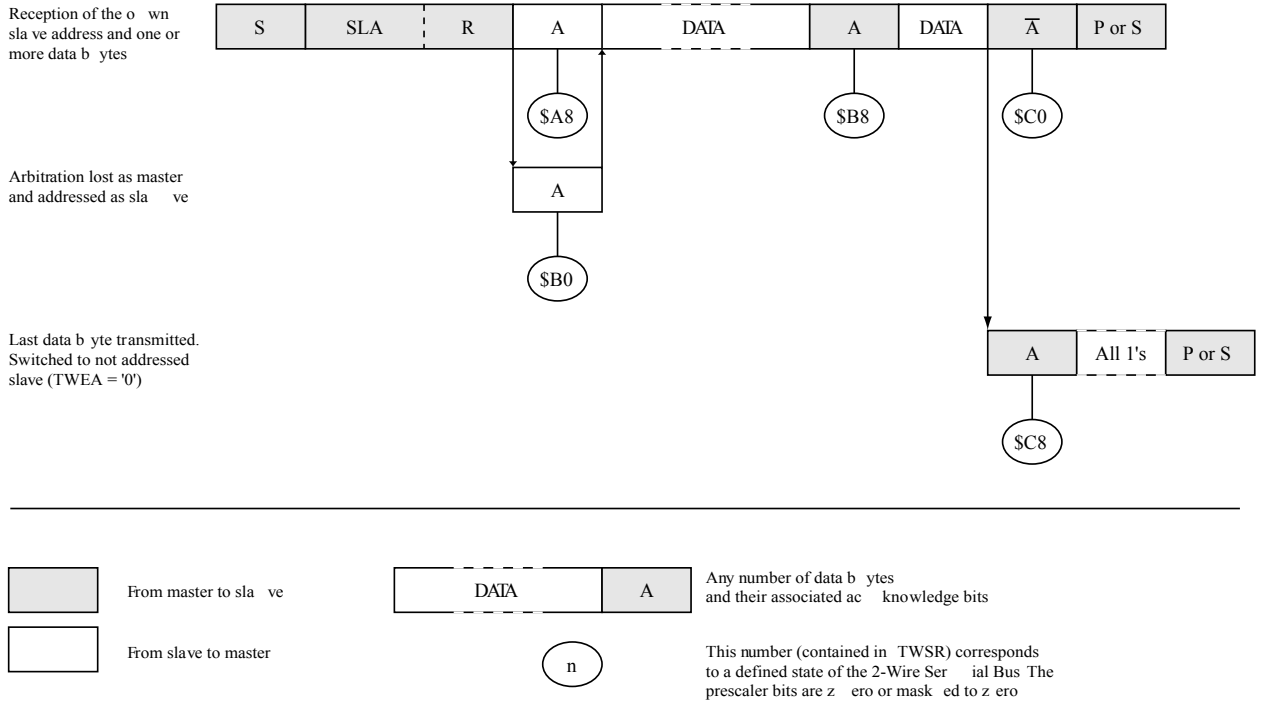 Reception of the o wn
sla ve address and one or
more data b ytes
S SLA R A DATA A DATA A P or S
$A8 $B8 $C0
Arbitration lost as master
and addressed as sla ve
A
$B0
Last data b yte transmitted.
Switched to not addressed
slave (TWEA = '0')
A All 1's P or S
$C8
From master to sla ve
DATA A
Any number of data b ytes
and their associated ac knowledge bits
From slave to master
n
This number (contained in TWSR) corresponds
to a defined state of the 2-Wire Ser ial Bus The
prescaler bits are z ero or mask ed to z ero